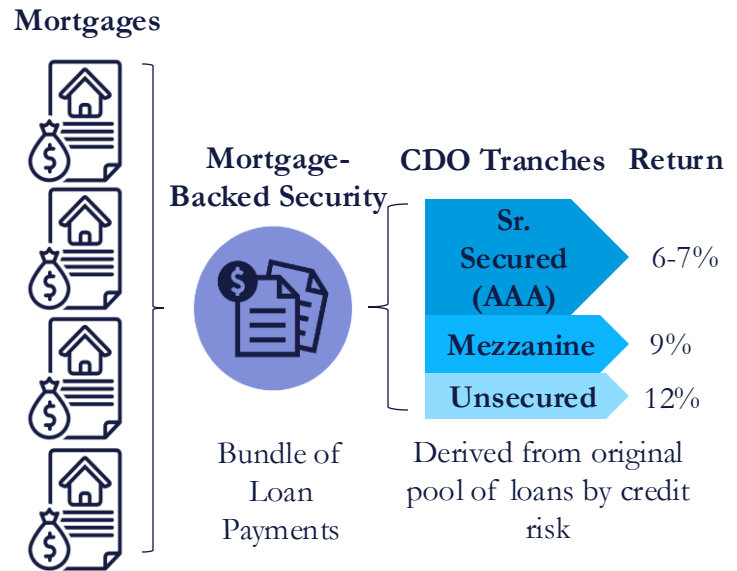 Mortgages
$
$
$
$
Mortgage-
Backed Security
$
Bundle of
Loan
Payments
CDO Tranches
Return
Sr.
Secured
(AAA)
6-7%
Mezzanine
9%
Unsecured
12%
Derived from original
pool of loans by credit
risk